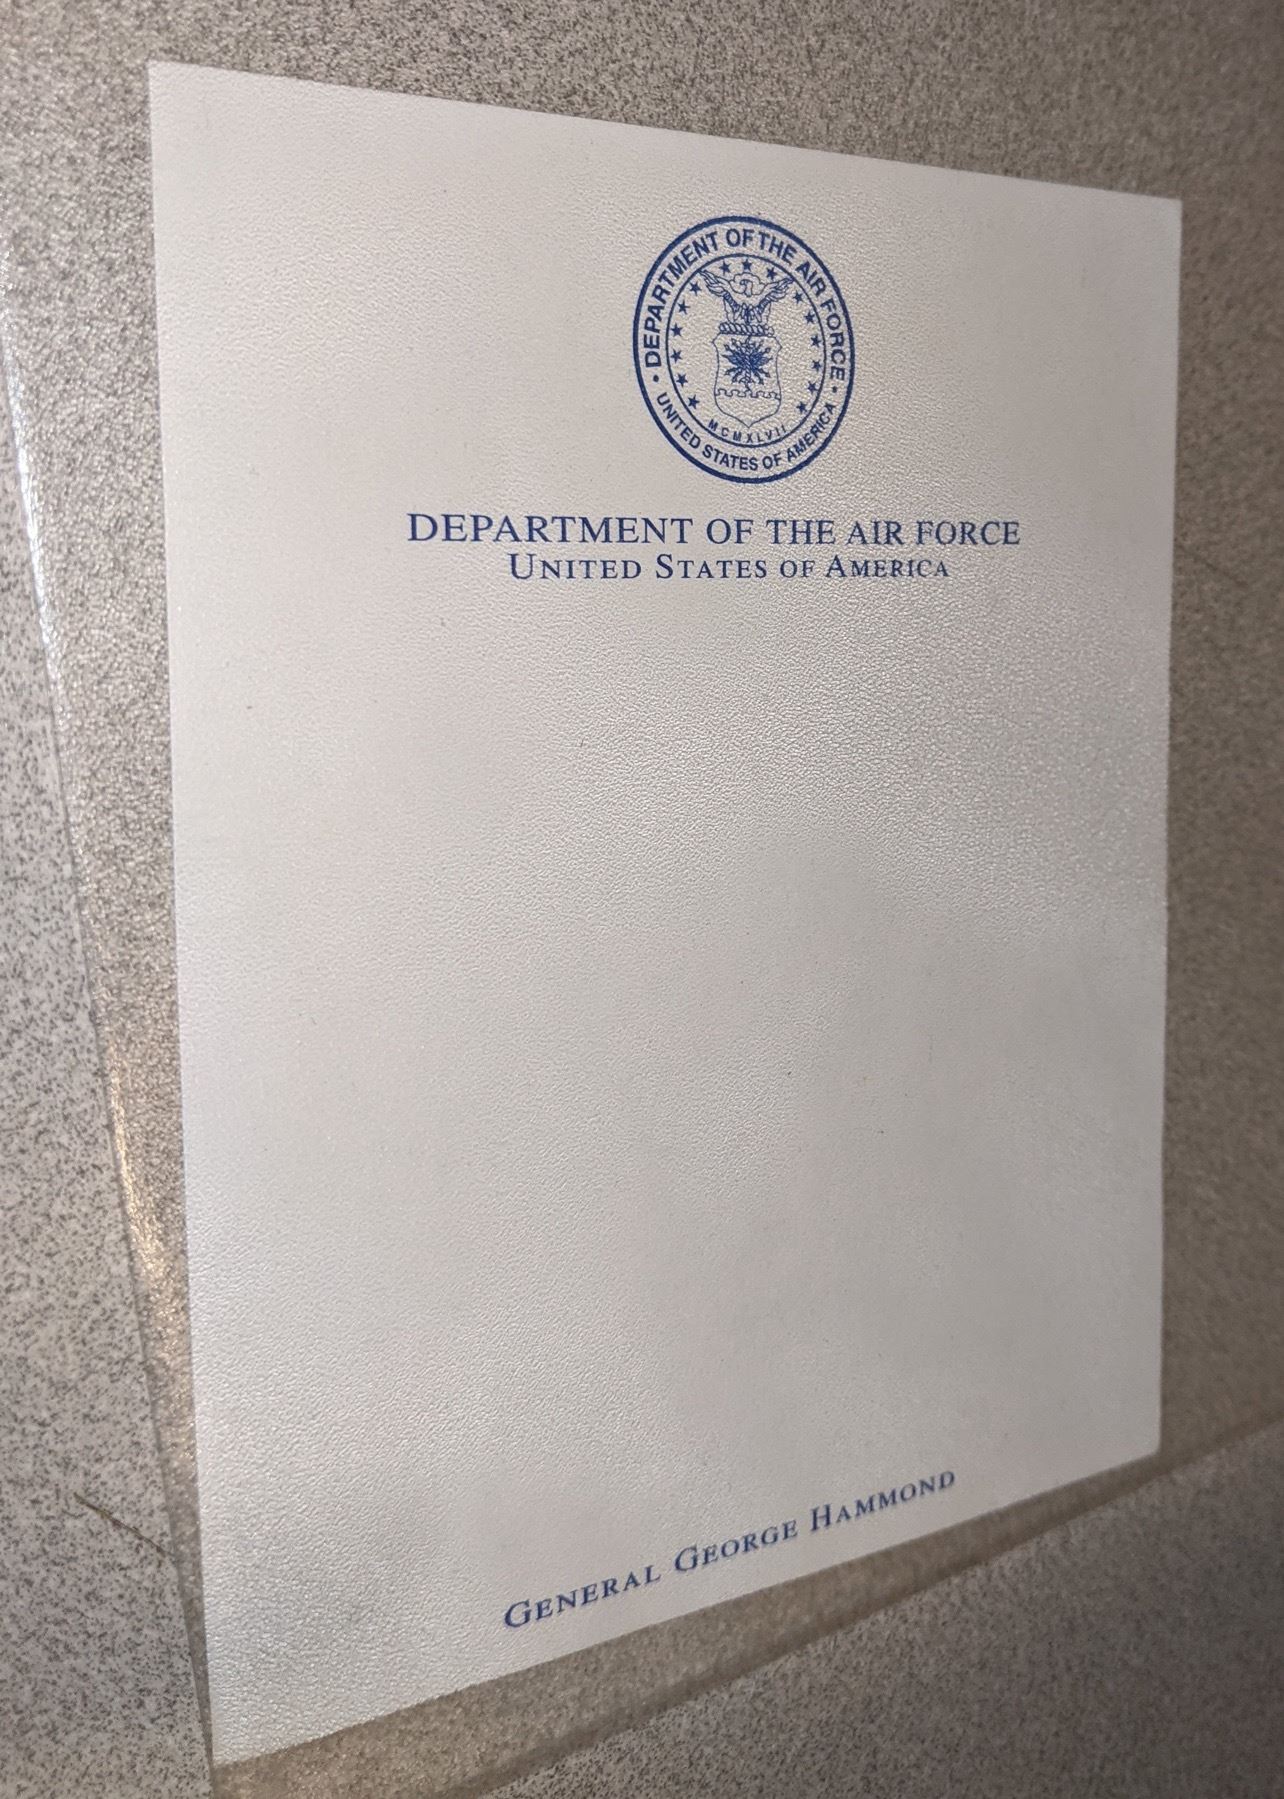 • DEPARTMENT OF THE AIR FORCE •
UNITED STATES OF AMERICA
MCMXLVII
DEPARTMENT OF THE AIR FORCE
UNITED STATES OF AMERICA
GENERAL GEORGE HAMMOND